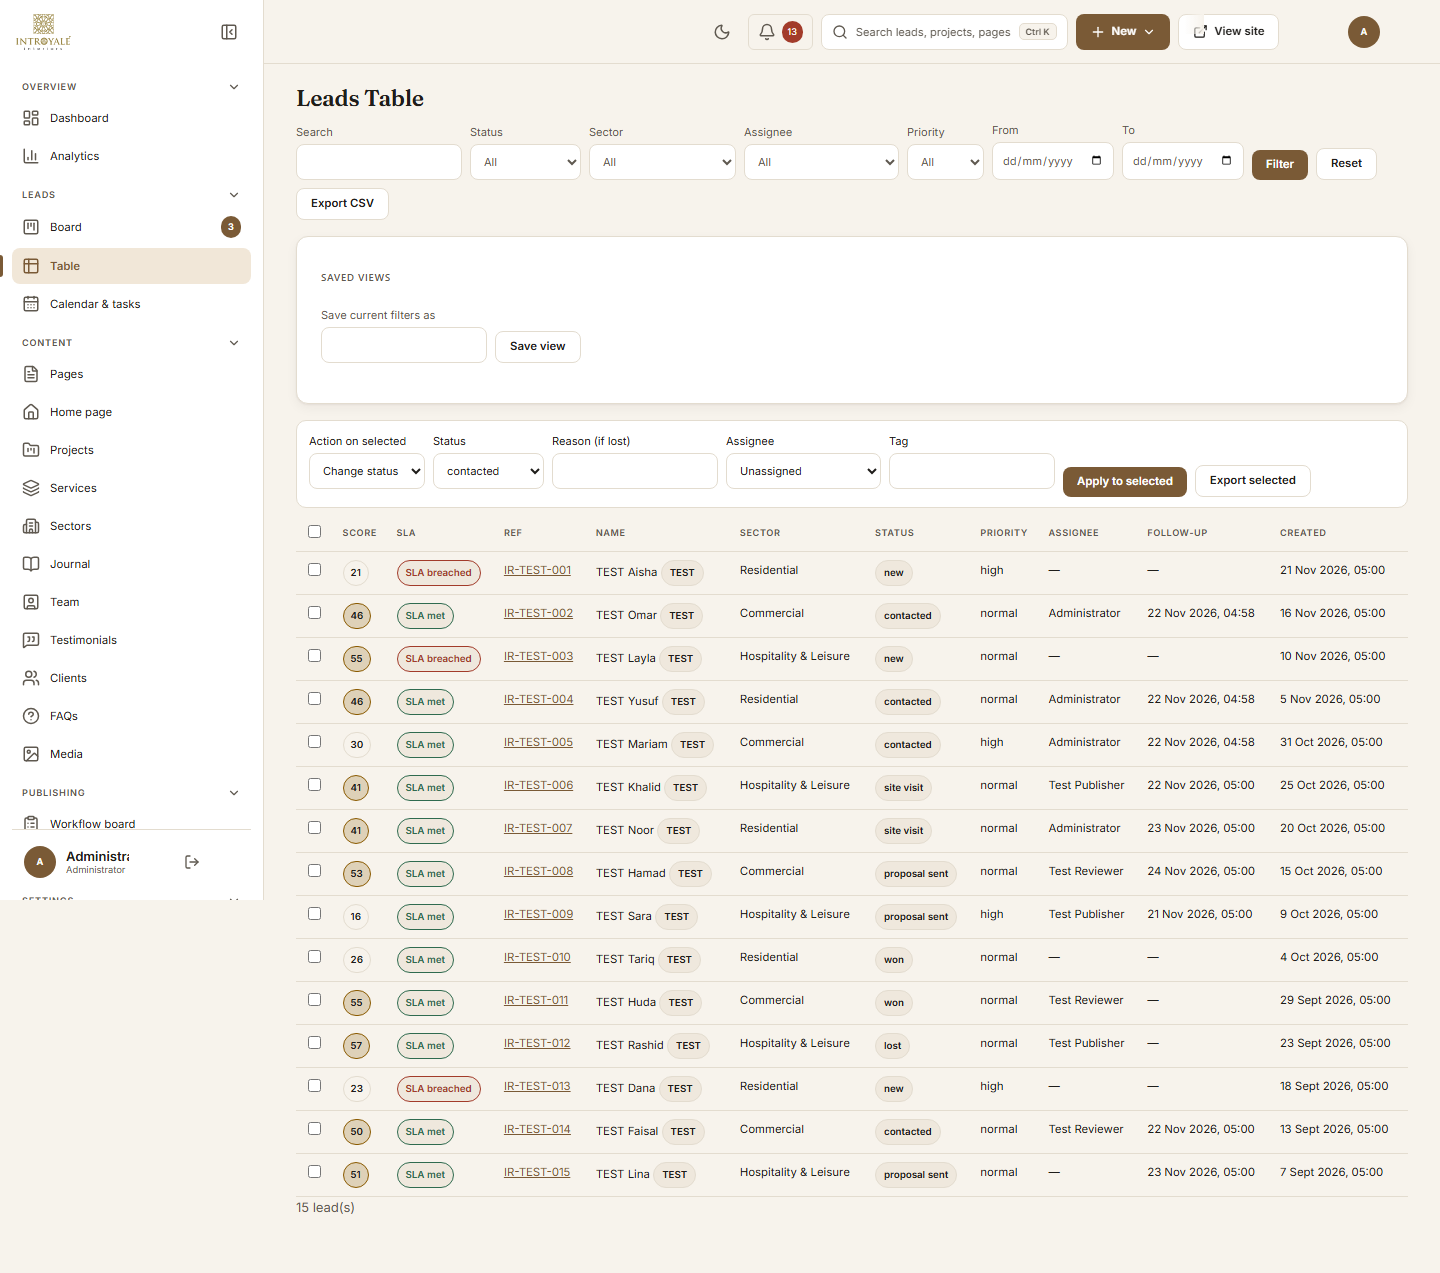 INTROYALE
13
Search leads, projects, pages
Ctrl K
New
View site
A
OVERVIEW
Dashboard
Analytics
LEADS
Board 3
Table
Calendar & tasks
CONTENT
Pages
Home page
Projects
Services
Sectors
Journal
Team
Testimonials
Clients
FAQs
Media
PUBLISHING
Workflow board
A Administra
Administrator
SETTINGS
Leads Table
Search Status Sector Assignee Priority From To
All All All All dd/mm/yyyy dd/mm/yyyy Filter Reset
Export CSV
SAVED VIEWS
Save current filters as
Save view
Action on selected Status Reason (if lost) Assignee Tag
Change status contacted Unassigned Apply to selected Export selected
SCORE SLA REF NAME SECTOR STATUS PRIORITY ASSIGNEE FOLLOW-UP CREATED
21 SLA breached IR-TEST-001 TEST Aisha TEST Residential new high — — 21 Nov 2026, 05:00
46 SLA met IR-TEST-002 TEST Omar TEST Commercial contacted normal Administrator 22 Nov 2026, 04:58 16 Nov 2026, 05:00
55 SLA breached IR-TEST-003 TEST Layla TEST Hospitality & Leisure new normal — — 10 Nov 2026, 05:00
46 SLA met IR-TEST-004 TEST Yusuf TEST Residential contacted normal Administrator 22 Nov 2026, 04:58 5 Nov 2026, 05:00
30 SLA met IR-TEST-005 TEST Mariam TEST Commercial contacted high Administrator 22 Nov 2026, 04:58 31 Oct 2026, 05:00
41 SLA met IR-TEST-006 TEST Khalid TEST Hospitality & Leisure site visit normal Test Publisher 22 Nov 2026, 05:00 25 Oct 2026, 05:00
41 SLA met IR-TEST-007 TEST Noor TEST Residential site visit normal Administrator 23 Nov 2026, 05:00 20 Oct 2026, 05:00
53 SLA met IR-TEST-008 TEST Hamad TEST Commercial proposal sent normal Test Reviewer 24 Nov 2026, 05:00 15 Oct 2026, 05:00
16 SLA met IR-TEST-009 TEST Sara TEST Hospitality & Leisure proposal sent high Test Publisher 21 Nov 2026, 05:00 9 Oct 2026, 05:00
26 SLA met IR-TEST-010 TEST Tariq TEST Residential won normal — — 4 Oct 2026, 05:00
55 SLA met IR-TEST-011 TEST Huda TEST Commercial won normal Test Reviewer — 29 Sept 2026, 05:00
57 SLA met IR-TEST-012 TEST Rashid TEST Hospitality & Leisure lost normal Test Publisher — 23 Sept 2026, 05:00
23 SLA breached IR-TEST-013 TEST Dana TEST Residential new high — — 18 Sept 2026, 05:00
50 SLA met IR-TEST-014 TEST Faisal TEST Commercial contacted normal Test Reviewer 22 Nov 2026, 05:00 13 Sept 2026, 05:00
51 SLA met IR-TEST-015 TEST Lina TEST Hospitality & Leisure proposal sent normal — 23 Nov 2026, 05:00 7 Sept 2026, 05:00
15 lead(s)